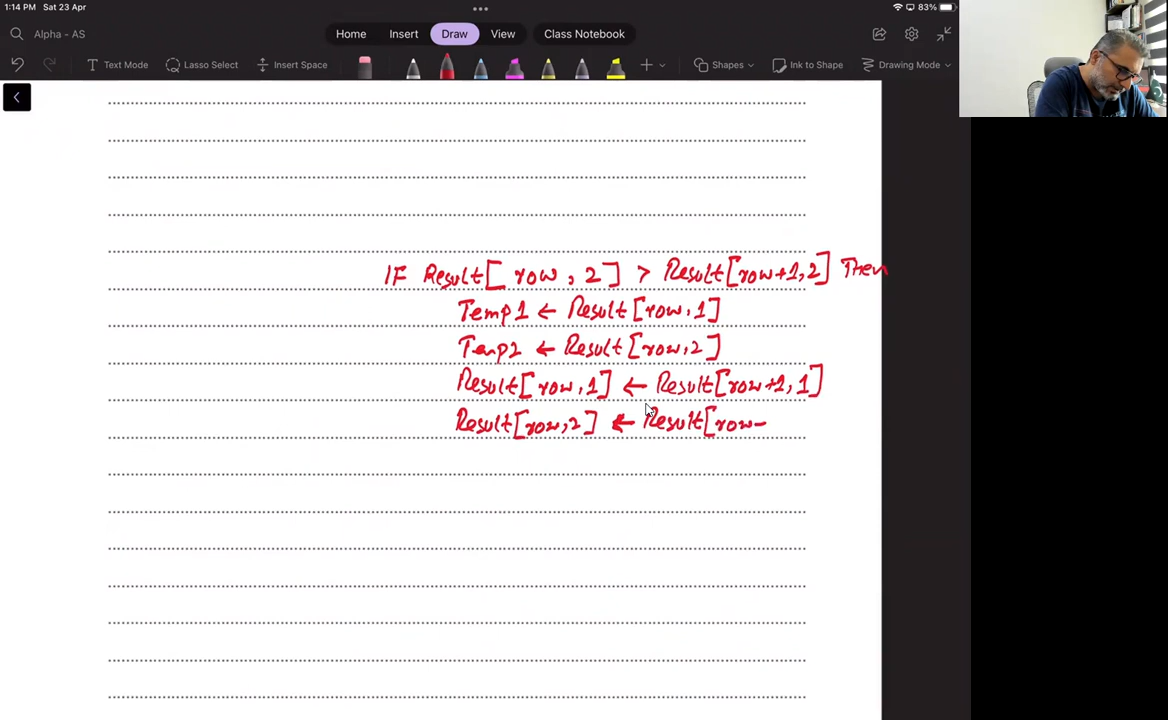 1:14 PM Sat 23 Apr
83%
Alpha - AS
Home Insert Draw View Class Notebook
Text Mode Lasso Select Insert Space Shapes Ink to Shape Drawing Mode
IF Result[ row, 2] > Result[row+1,2] Then
Temp1 ← Result[row,1]
Temp2 ← Result[row,2]
Result[row,1] ← Result[row+1,1]
Result[row,2] ← Result[row-